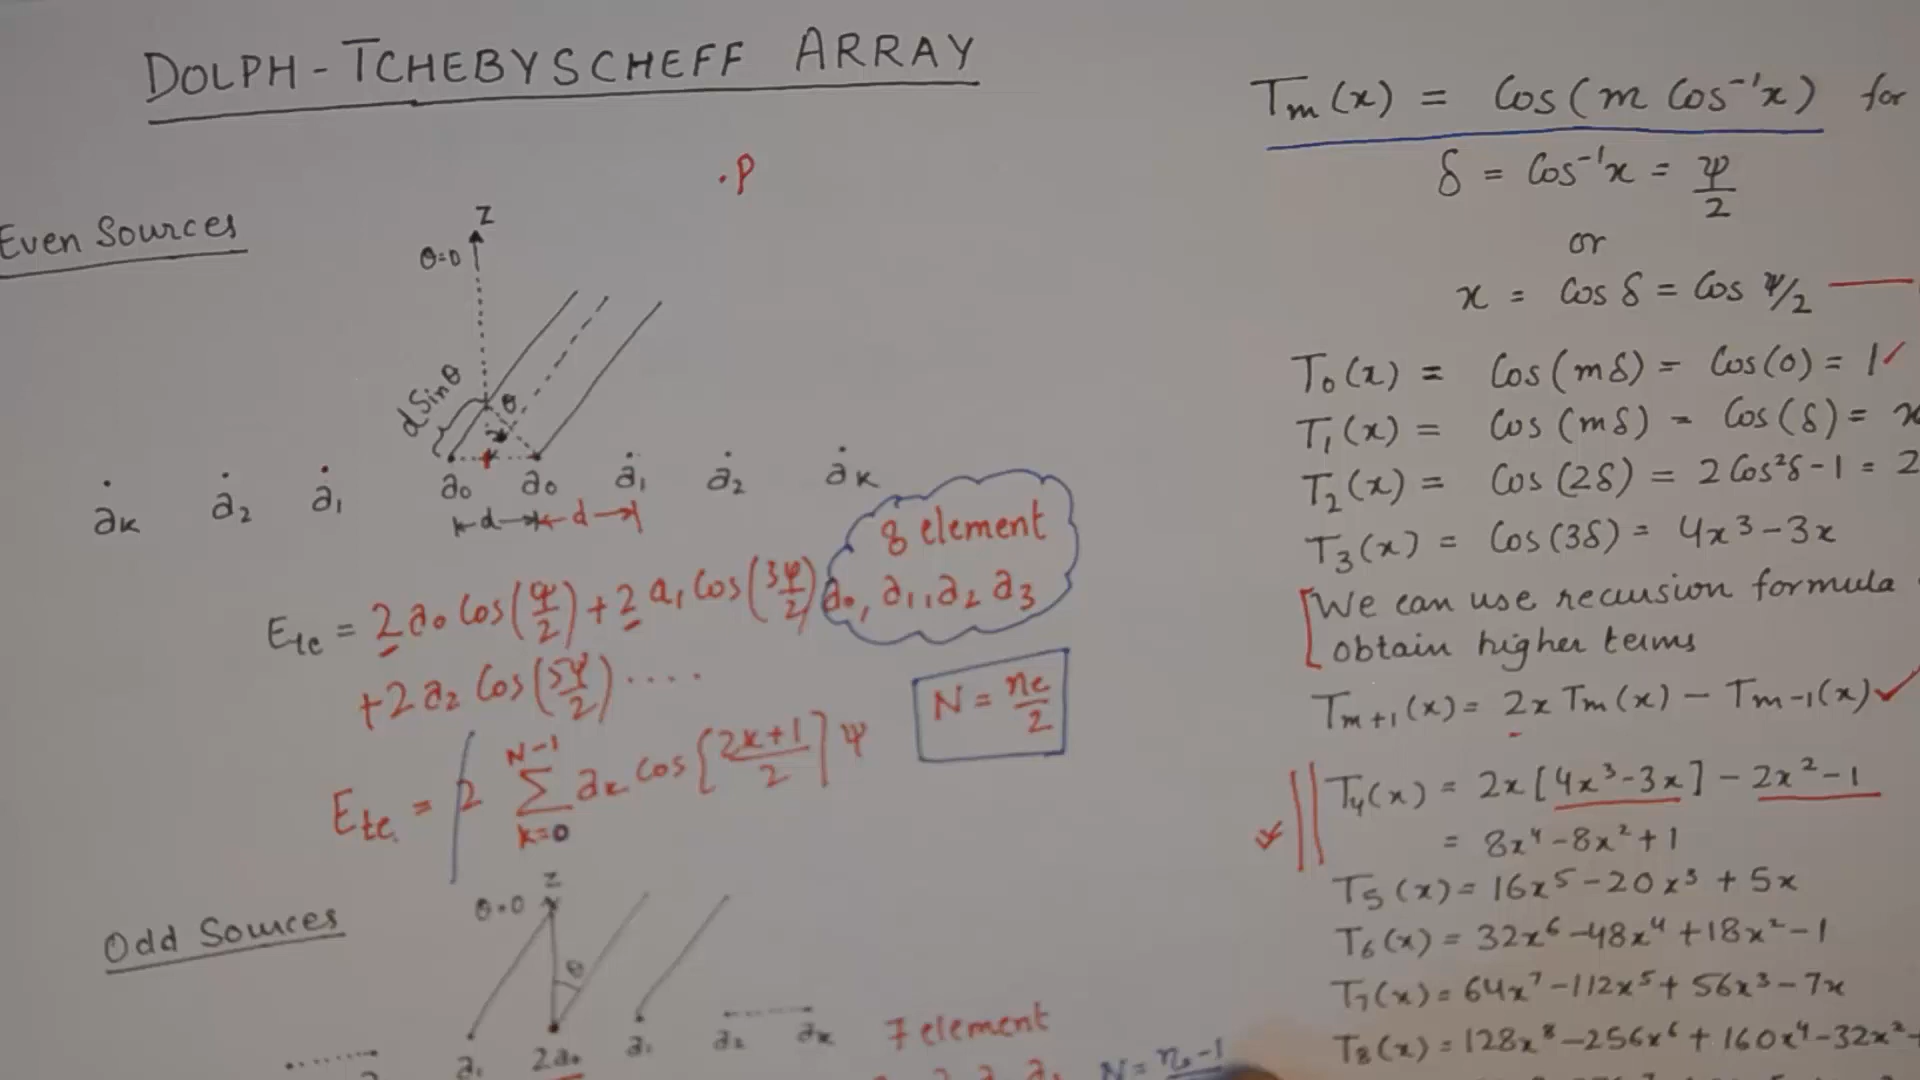 DOLPH-TCHEBYSCHEFF ARRAY
.P
Even Sources
Z
θ=0
dSinθ
θ
a_k a_2 a_1 a_0 a_0 a_1 a_2 a_k
d d
8 element
a_0, a_1, a_2 a_3
E_te = 2a_0 Cos(ψ/2) + 2 a_1 Cos(3ψ/2)
+2 a_2 Cos(5ψ/2) ....
N = n_e/2
E_te = 2 Σ_{k=0}^{N-1} a_k cos[2k+1/2]ψ
Odd Sources
Z
θ=0
θ
a_1 2a_0 a_1 a_2 a_k
7 element
T_m(x) = Cos(m Cos⁻¹x) for
δ = Cos⁻¹x = ψ/2
or
x = Cos δ = Cos ψ/2
T_0(x) = Cos(mδ) = Cos(0) = 1
T_1(x) = Cos(mδ) = Cos(δ) = x
T_2(x) = Cos(2δ) = 2Cos²δ-1 = 2
T_3(x) = Cos(3δ) = 4x³-3x
We can use recursion formula
obtain higher terms
T_{m+1}(x) = 2x T_m(x) - T_{m-1}(x)
T_4(x) = 2x[4x³-3x] - 2x²-1
= 8x⁴-8x²+1
T_5(x) = 16x⁵-20x³+5x
T_6(x) = 32x⁶-48x⁴+18x²-1
T_7(x) = 64x⁷-112x⁵+56x³-7x
T_8(x) = 128x⁸-256x⁶+160x⁴-32x²